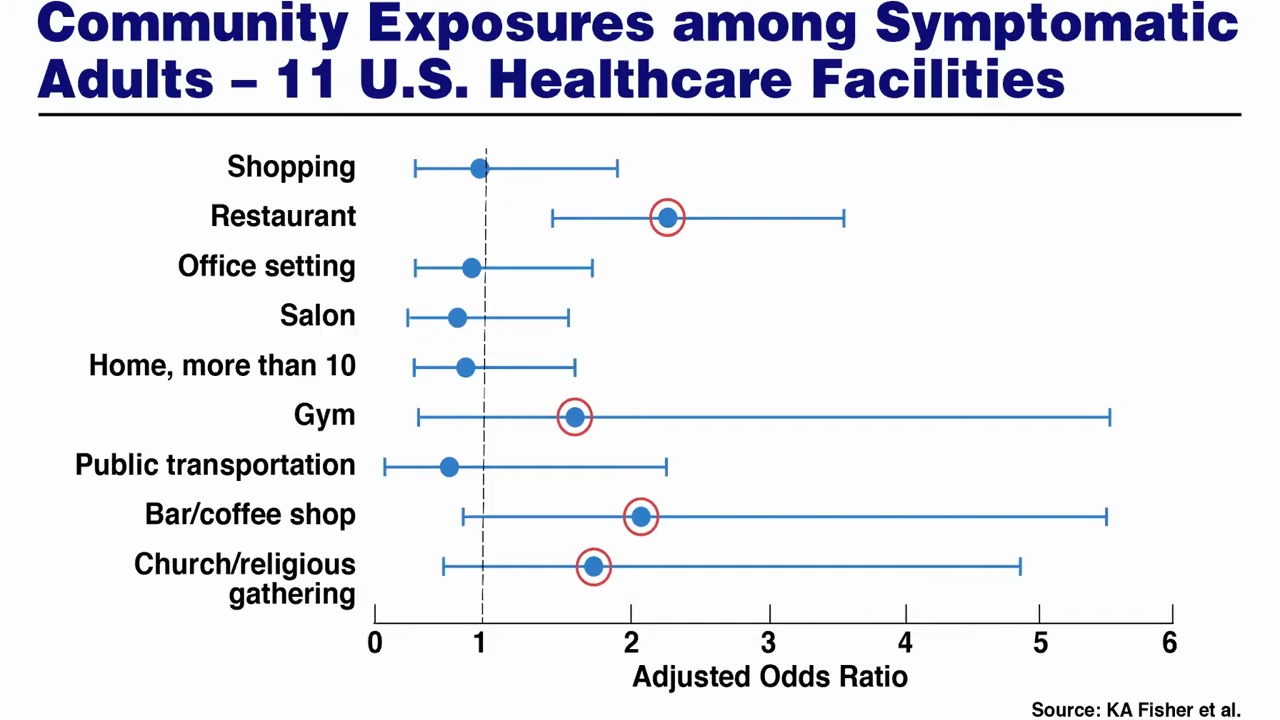 Community Exposures among Symptomatic
Adults – 11 U.S. Healthcare Facilities
Shopping
Restaurant
Office setting
Salon
Home, more than 10
Gym
Public transportation
Bar/coffee shop
Church/religious
gathering
0 1 2 3 4 5 6
Adjusted Odds Ratio
Source: KA Fisher et al.